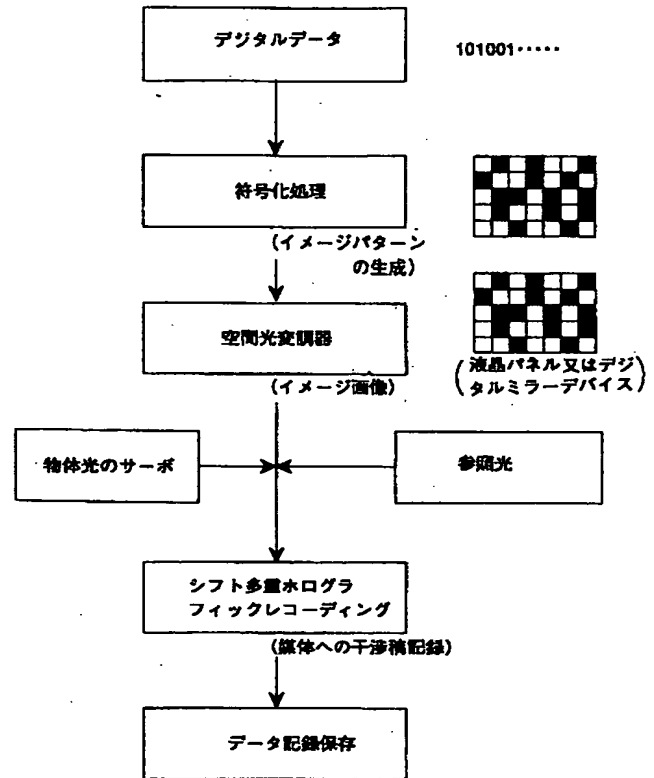 デジタルデータ
101001・・・・・
符号化処理
(イメージパターン
の生成)
空間光変調器
(イメージ画像)
(液晶パネル又はデジ
タルミラーデバイス)
物体光のサーボ
参照光
シフト多重ホログラ
フィックレコーディング
(媒体への干渉稿記録)
データ記録保存